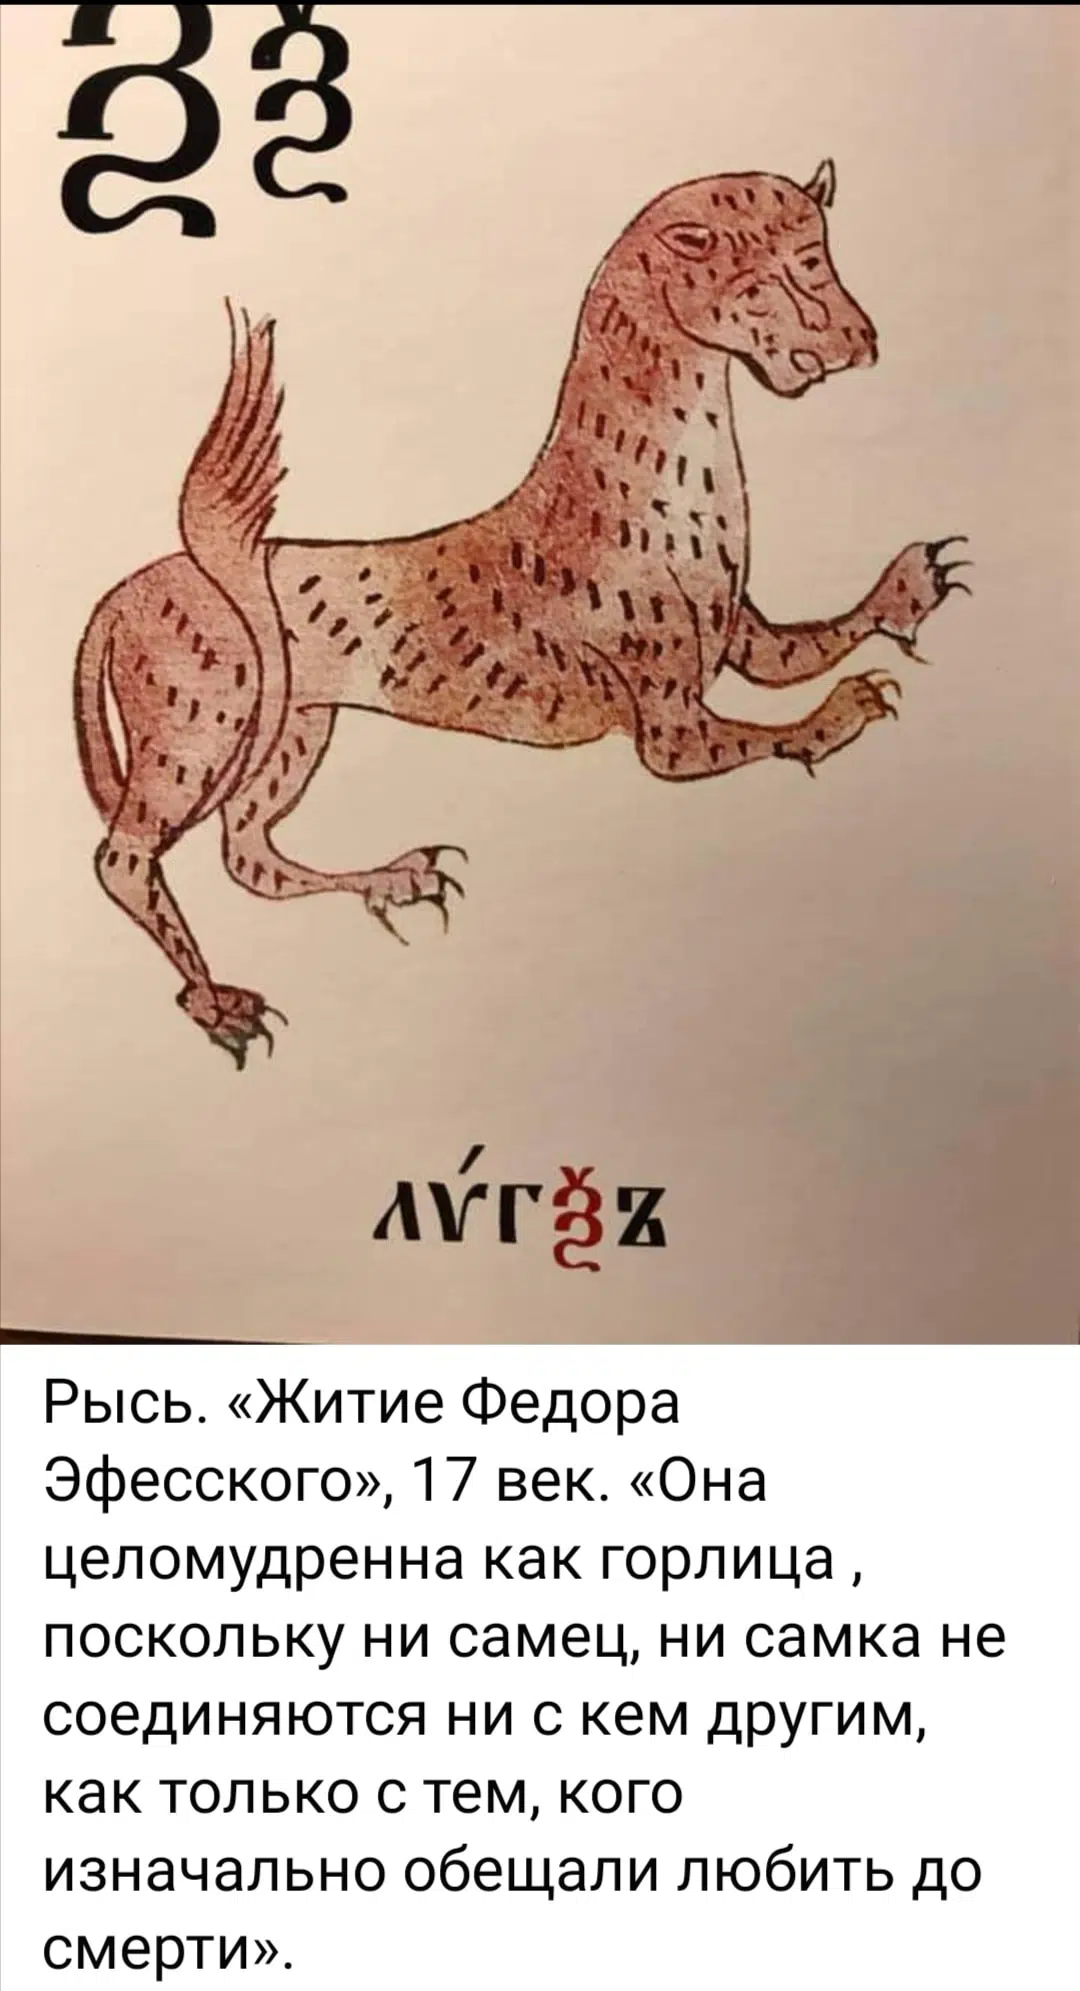 Ѯ ѯ
лѵ́гѯъ
Рысь. «Житие Федора
Эфесского», 17 век. «Она
целомудренна как горлица ,
поскольку ни самец, ни самка не
соединяются ни с кем другим,
как только с тем, кого
изначально обещали любить до
смерти».